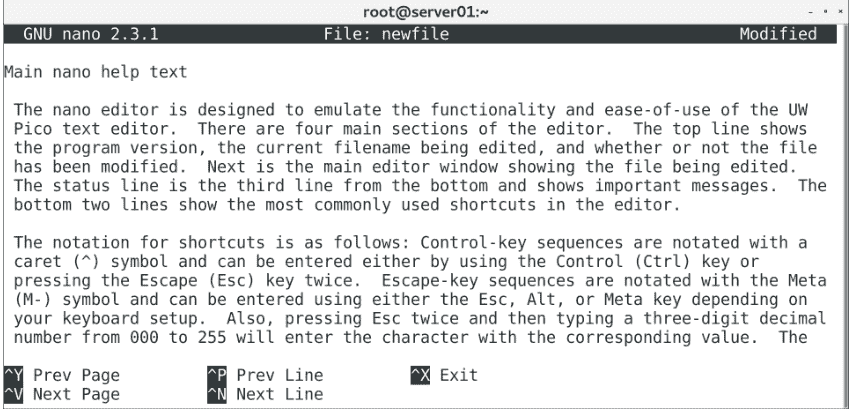 root@server01:~
GNU nano 2.3.1 File: newfile Modified
Main nano help text
The nano editor is designed to emulate the functionality and ease-of-use of the UW
Pico text editor.  There are four main sections of the editor.  The top line shows
the program version, the current filename being edited, and whether or not the file
has been modified.  Next is the main editor window showing the file being edited.
The status line is the third line from the bottom and shows important messages.  The
bottom two lines show the most commonly used shortcuts in the editor.
The notation for shortcuts is as follows: Control-key sequences are notated with a
caret (^) symbol and can be entered either by using the Control (Ctrl) key or
pressing the Escape (Esc) key twice.  Escape-key sequences are notated with the Meta
(M-) symbol and can be entered using either the Esc, Alt, or Meta key depending on
your keyboard setup.  Also, pressing Esc twice and then typing a three-digit decimal
number from 000 to 255 will enter the character with the corresponding value.  The
^Y Prev Page ^P Prev Line ^X Exit
^V Next Page ^N Next Line